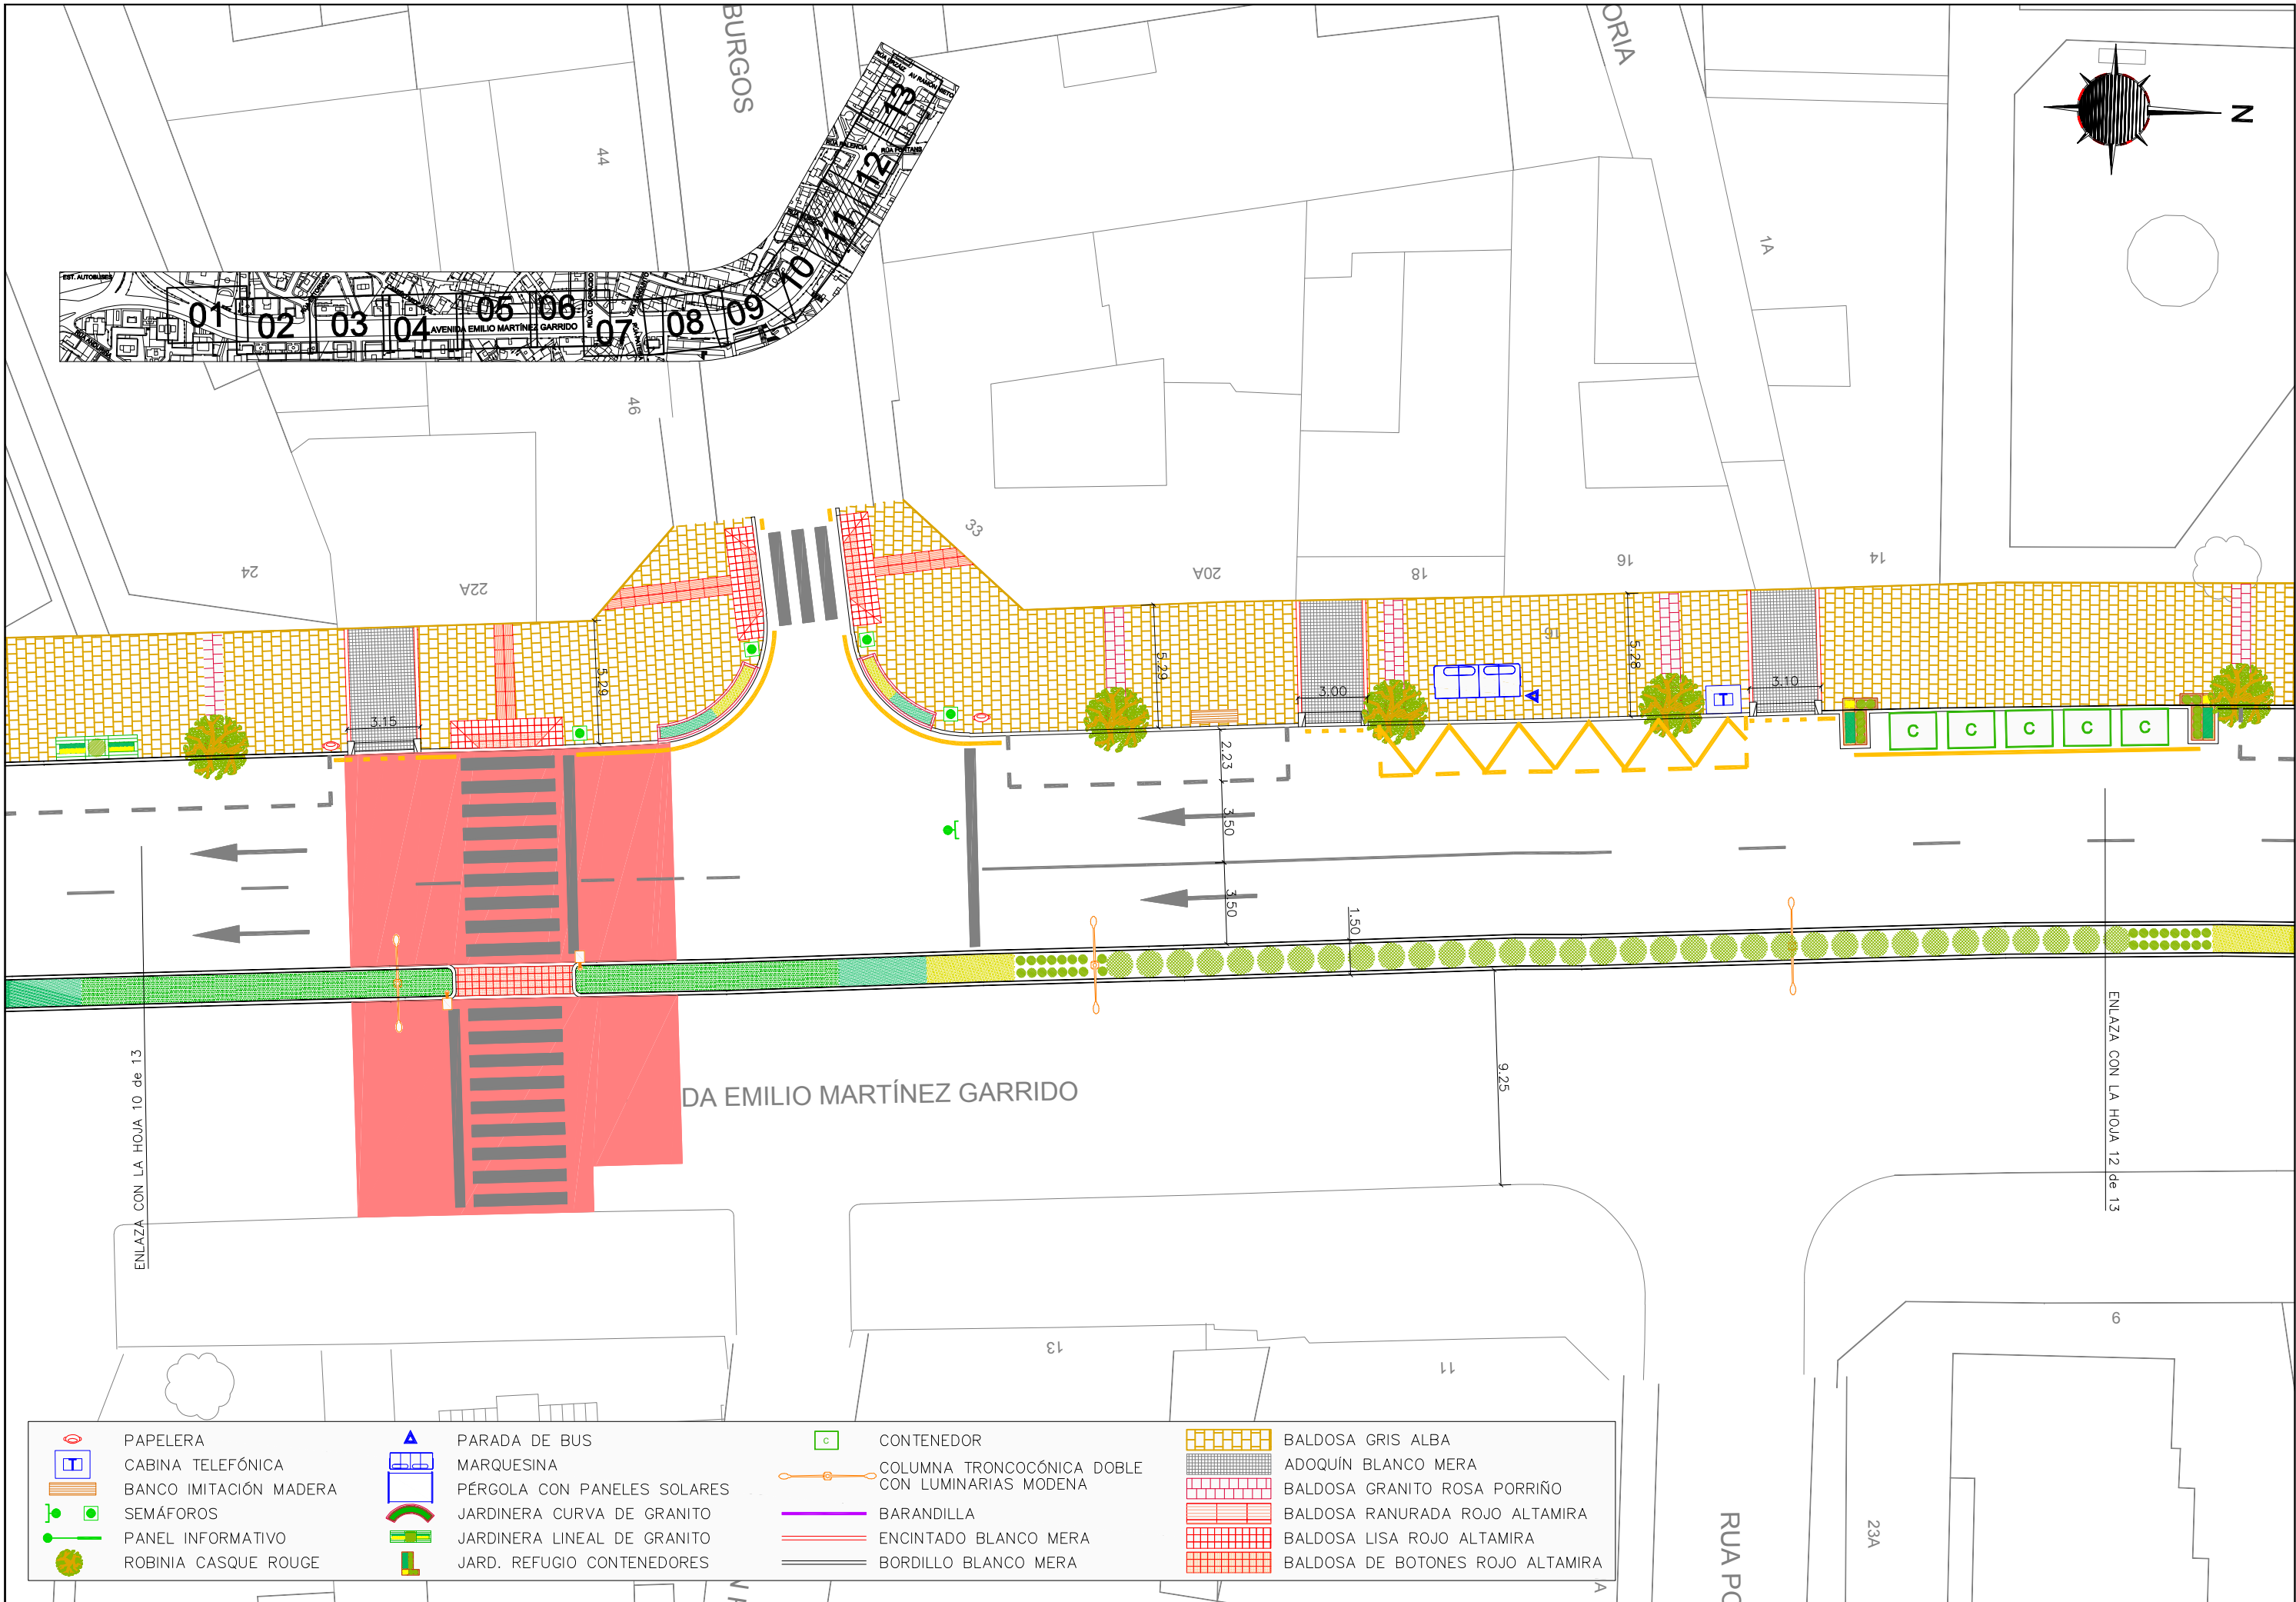 BURGOS
ORIA
N
44
46
1A
EST. AUTOBUSES
01
02
03
04
05
06
07
08
09
10
11
12
13
AVENIDA EMILIO MARTÍNEZ GARRIDO
RÚA PALENCIA
AV RAMÓN NIETO
33
24
22A
20A
18
16
16
14
5.29
5.29
5.28
3.15
3.00
3.10
T
C C C C C
2.23
3.50
3.50
1.50
9.25
ENLAZA CON LA HOJA 10 de 13
ENLAZA CON LA HOJA 12 de 13
DA EMILIO MARTÍNEZ GARRIDO
13
11
9
23A
RUA PO
A
PAPELERA
CABINA TELEFÓNICA
BANCO IMITACIÓN MADERA
SEMÁFOROS
PANEL INFORMATIVO
ROBINIA CASQUE ROUGE
PARADA DE BUS
MARQUESINA
PÉRGOLA CON PANELES SOLARES
JARDINERA CURVA DE GRANITO
JARDINERA LINEAL DE GRANITO
JARD. REFUGIO CONTENEDORES
CONTENEDOR
COLUMNA TRONCOCÓNICA DOBLE
CON LUMINARIAS MODENA
BARANDILLA
ENCINTADO BLANCO MERA
BORDILLO BLANCO MERA
BALDOSA GRIS ALBA
ADOQUÍN BLANCO MERA
BALDOSA GRANITO ROSA PORRIÑO
BALDOSA RANURADA ROJO ALTAMIRA
BALDOSA LISA ROJO ALTAMIRA
BALDOSA DE BOTONES ROJO ALTAMIRA